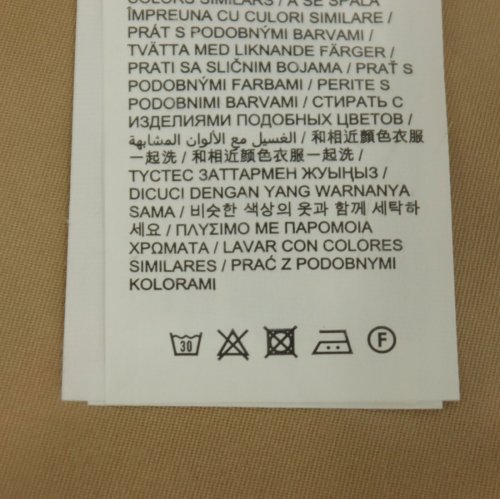 COLORS SIMILARS / A SE SPĂLA
ÎMPREUNA CU CULORI SIMILARE /
PRÁT S PODOBNÝMI BARVAMI /
TVÄTTA MED LIKNANDE FÄRGER /
PRATI SA SLIČNIM BOJAMA / PRAŤ S
PODOBNÝMI FARBAMI / PERITE S
PODOBNIMI BARVAMI / СТИРАТЬ С
ИЗДЕЛИЯМИ ПОДОБНЫХ ЦВЕТОВ /
الغسيل مع الألوان المشابهة / 和相近顏色衣服
一起洗 / 和相近颜色衣服一起洗 /
ТҮСТЕС ЗАТТАРМЕН ЖУЫҢЫЗ /
DICUCI DENGAN YANG WARNANYA
SAMA / 비슷한 색상의 옷과 함께 세탁하
세요 / ΠΛΥΣΙΜΟ ΜΕ ΠΑΡΟΜΟΙΑ
ΧΡΩΜΑΤΑ / LAVAR CON COLORES
SIMILARES / PRAĆ Z PODOBNYMI
KOLORAMI
30 F